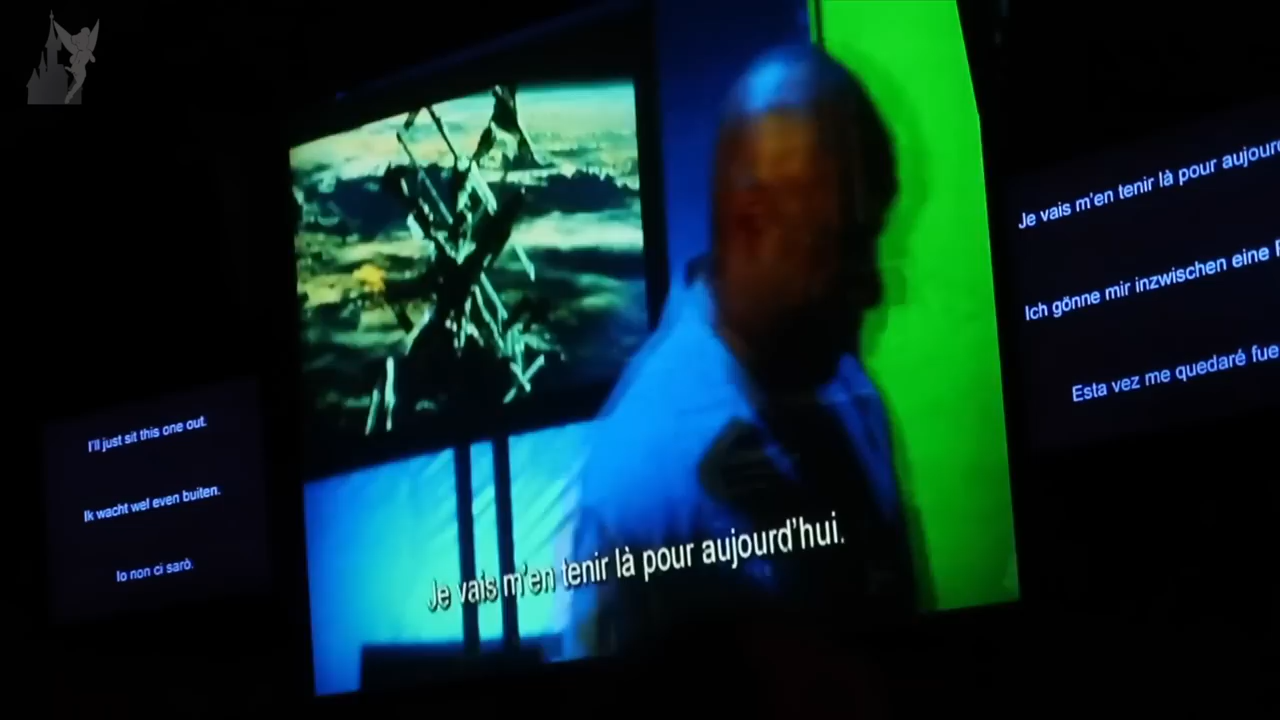 I'll just sit this one out.
Ik wacht wel even buiten.
Io non ci sarò.
Je vais m'en tenir là pour aujourd'hui.
Je vais m'en tenir là pour
Ich gönne mir inzwischen eine
Esta vez me quedaré